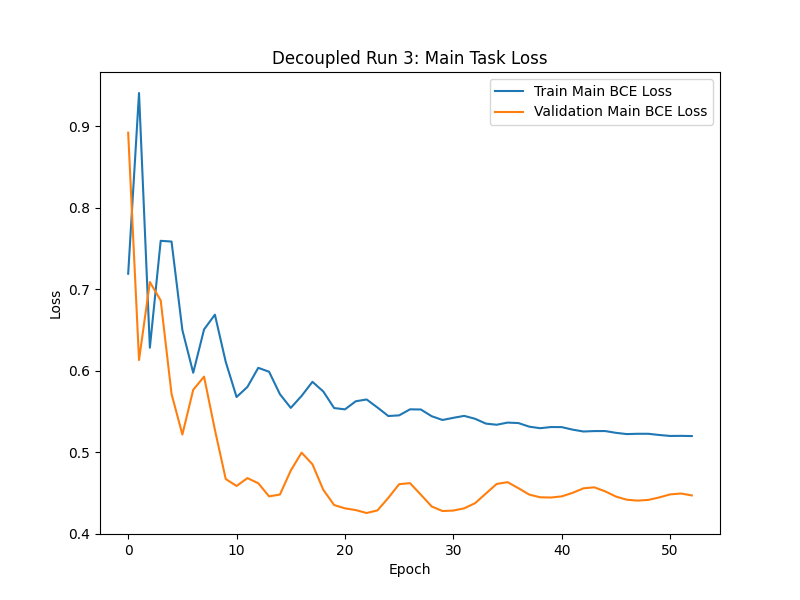 Decoupled Run 3: Main Task Loss
Train Main BCE Loss
Validation Main BCE Loss
0.9
0.8
0.7
0.6
0.5
0.4
Loss
0
10
20
30
40
50
Epoch